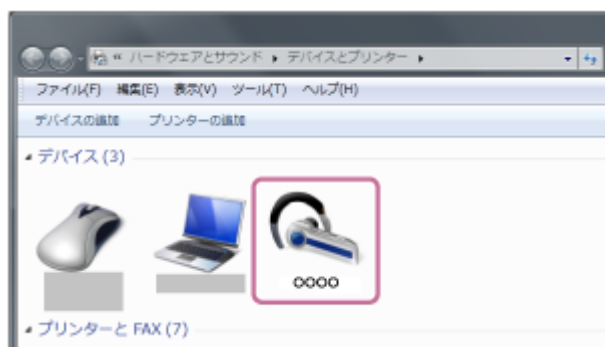 « ハードウェアとサウンド ▸ デバイスとプリンター ▸
ファイル(F) 編集(E) 表示(V) ツール(T) ヘルプ(H)
デバイスの追加 プリンターの追加
デバイス (3)
○○○○
プリンターと FAX (7)